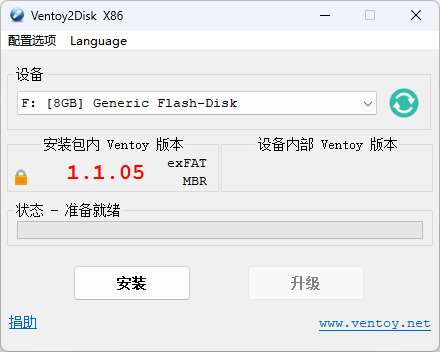 Ventoy2Disk X86
配置选项 Language
设备
F: [8GB] Generic Flash-Disk
安装包内 Ventoy 版本 设备内部 Ventoy 版本
1.1.05
exFAT
MBR
状态 - 准备就绪
安装 升级
捐助 www.ventoy.net